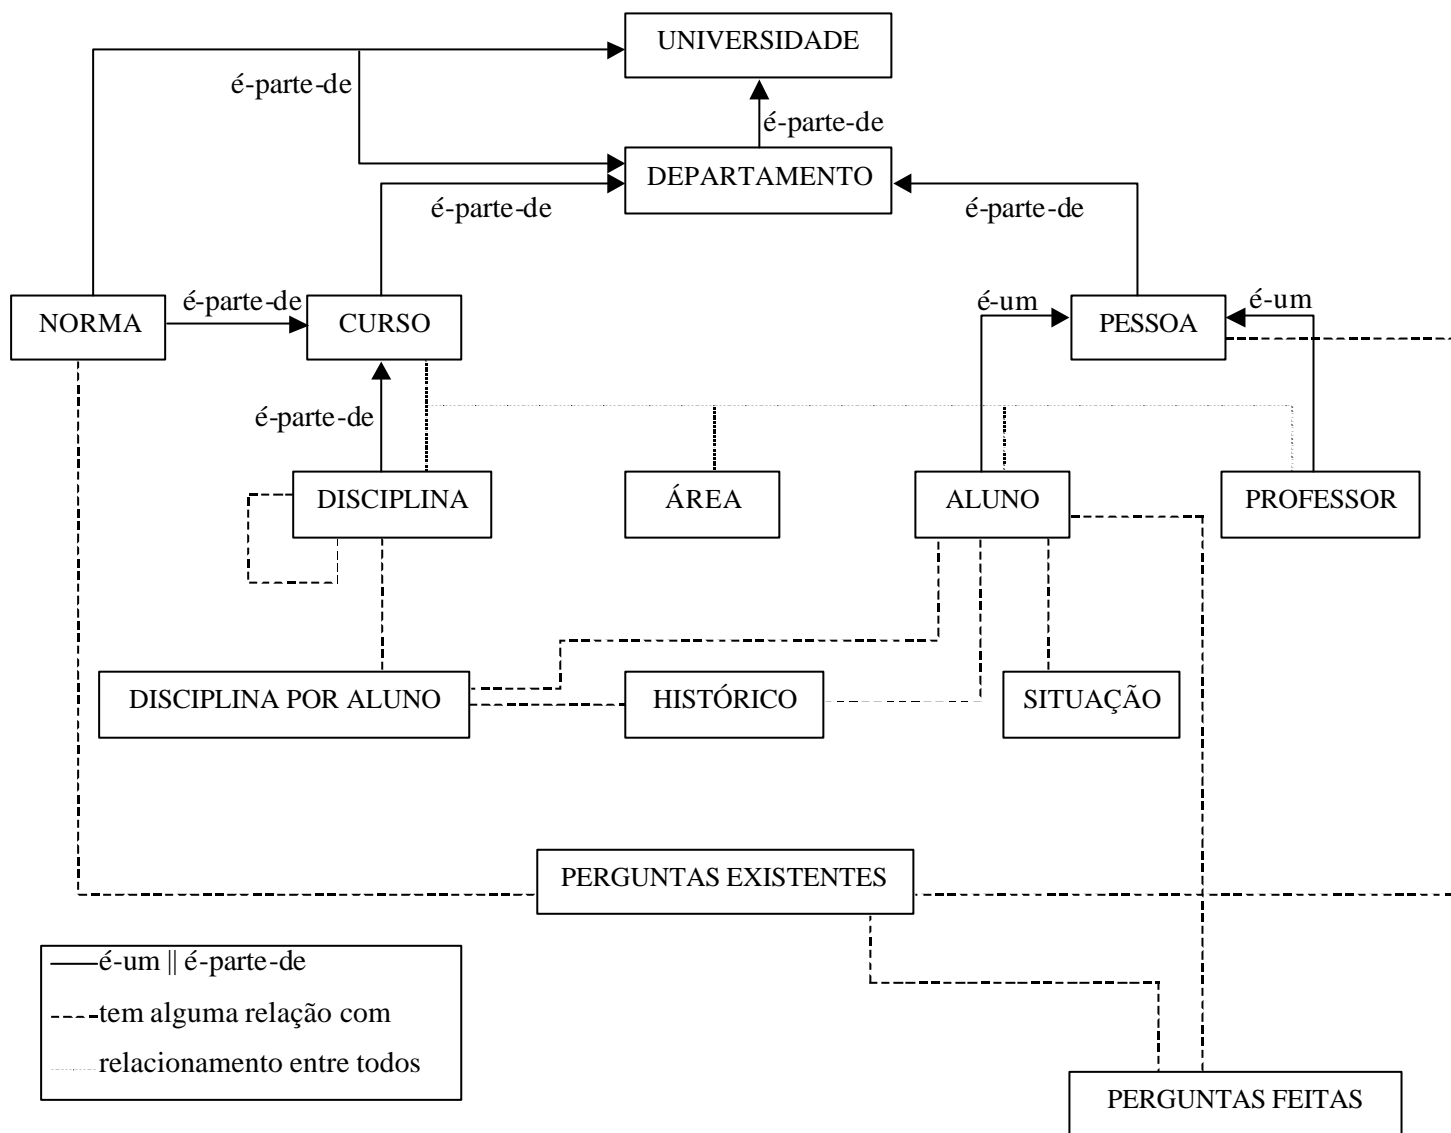 UNIVERSIDADE
é-parte-de
é-parte-de
DEPARTAMENTO
é-parte-de
é-parte-de
NORMA
é-parte-de
CURSO
é-um
PESSOA
é-um
é-parte-de
DISCIPLINA
ÁREA
ALUNO
PROFESSOR
DISCIPLINA POR ALUNO
HISTÓRICO
SITUAÇÃO
PERGUNTAS EXISTENTES
é-um || é-parte-de
tem alguma relação com
relacionamento entre todos
PERGUNTAS FEITAS